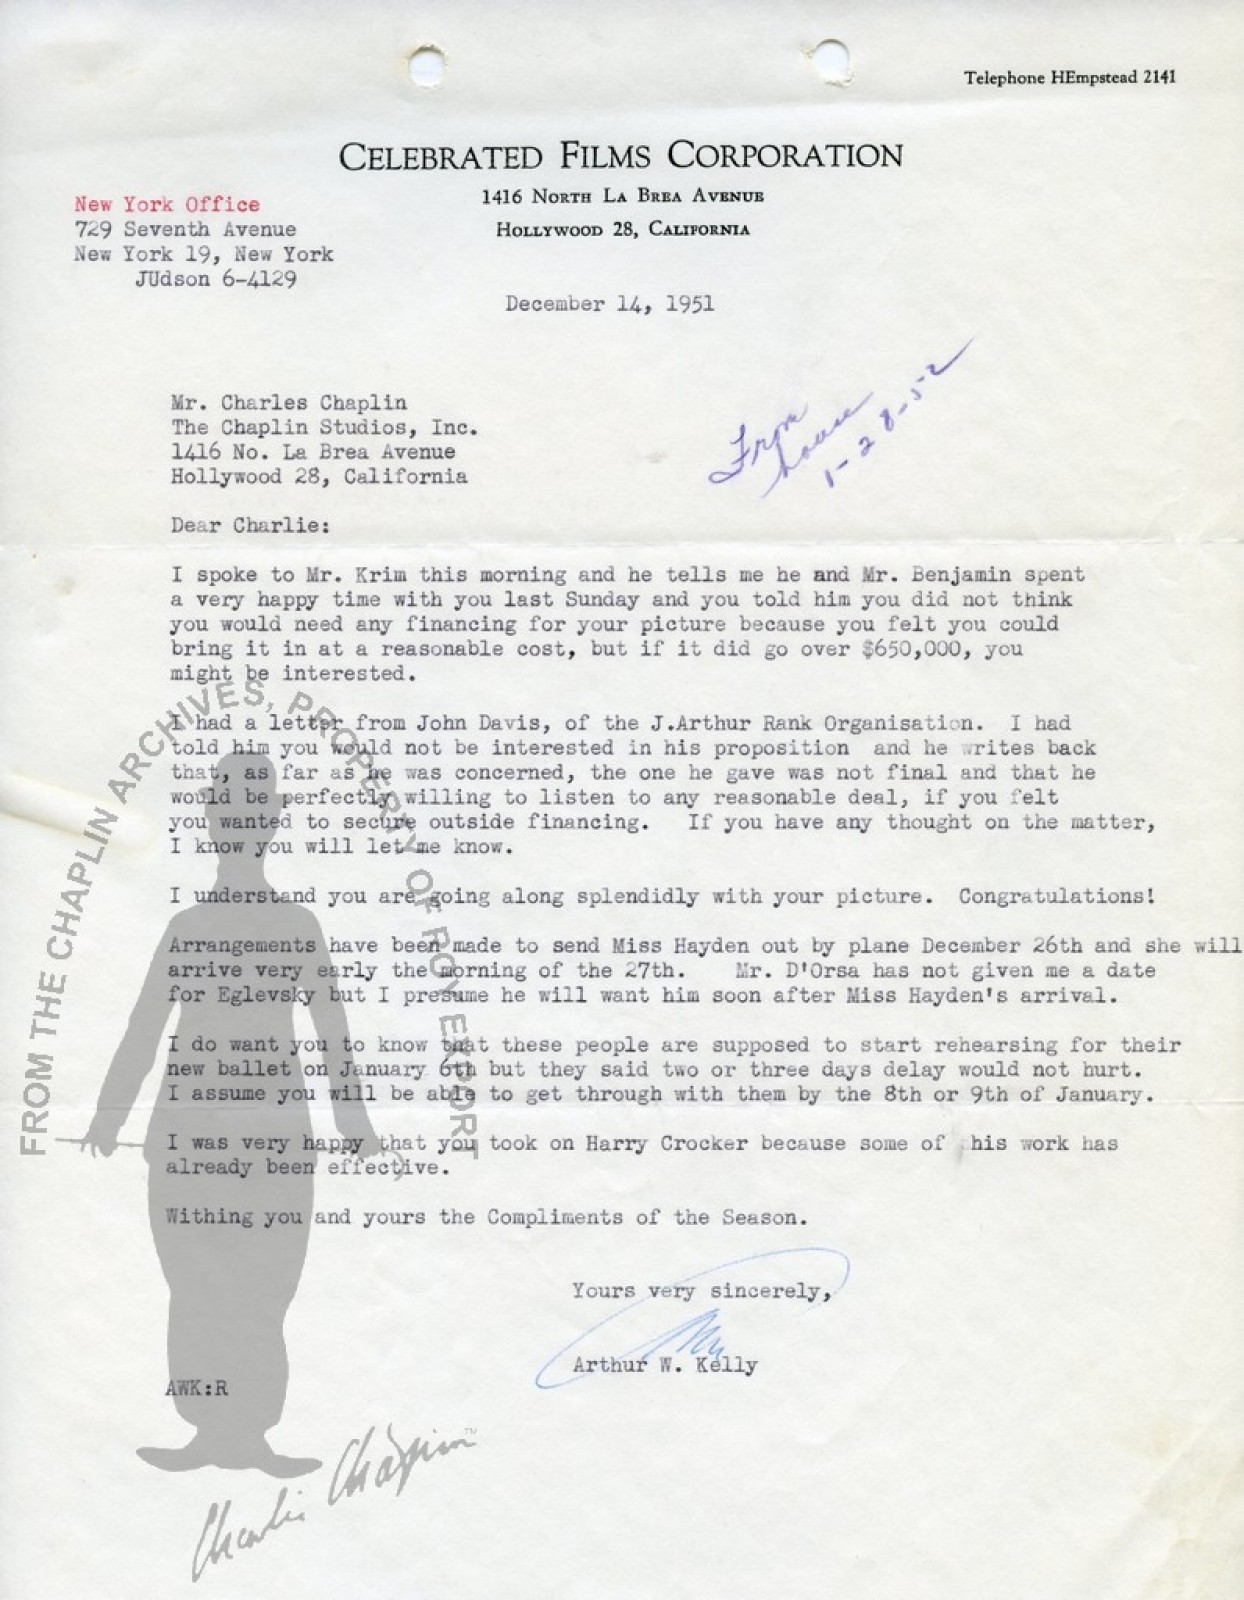 Telephone HEmpstead 2141
CELEBRATED FILMS CORPORATION
1416 NORTH LA BREA AVENUE
HOLLYWOOD 28, CALIFORNIA
New York Office
729 Seventh Avenue
New York 19, New York
JUdson 6-4129
December 14, 1951
From
house
1-28-52
Mr. Charles Chaplin
The Chaplin Studios, Inc.
1416 No. La Brea Avenue
Hollywood 28, California
Dear Charlie:
I spoke to Mr. Krim this morning and he tells me he and Mr. Benjamin spent
a very happy time with you last Sunday and you told him you did not think
you would need any financing for your picture because you felt you could
bring it in at a reasonable cost, but if it did go over $650,000, you
might be interested.
I had a letter from John Davis, of the J.Arthur Rank Organisation. I had
told him you would not be interested in his proposition and he writes back
that, as far as he was concerned, the one he gave was not final and that he
would be perfectly willing to listen to any reasonable deal, if you felt
you wanted to secure outside financing. If you have any thought on the matter,
I know you will let me know.
I understand you are going along splendidly with your picture. Congratulations!
Arrangements have been made to send Miss Hayden out by plane December 26th and she will
arrive very early the morning of the 27th. Mr. D'Orsa has not given me a date
for Eglevsky but I presume he will want him soon after Miss Hayden's arrival.
I do want you to know that these people are supposed to start rehearsing for their
new ballet on January 6th but they said two or three days delay would not hurt.
I assume you will be able to get through with them by the 8th or 9th of January.
I was very happy that you took on Harry Crocker because some of his work has
already been effective.
Withing you and yours the Compliments of the Season.
Yours very sincerely,
Arthur W. Kelly
AWK:R
FROM THE CHAPLIN ARCHIVES, PROPERTY OF ROY EXPORT
Charlie Chaplin™